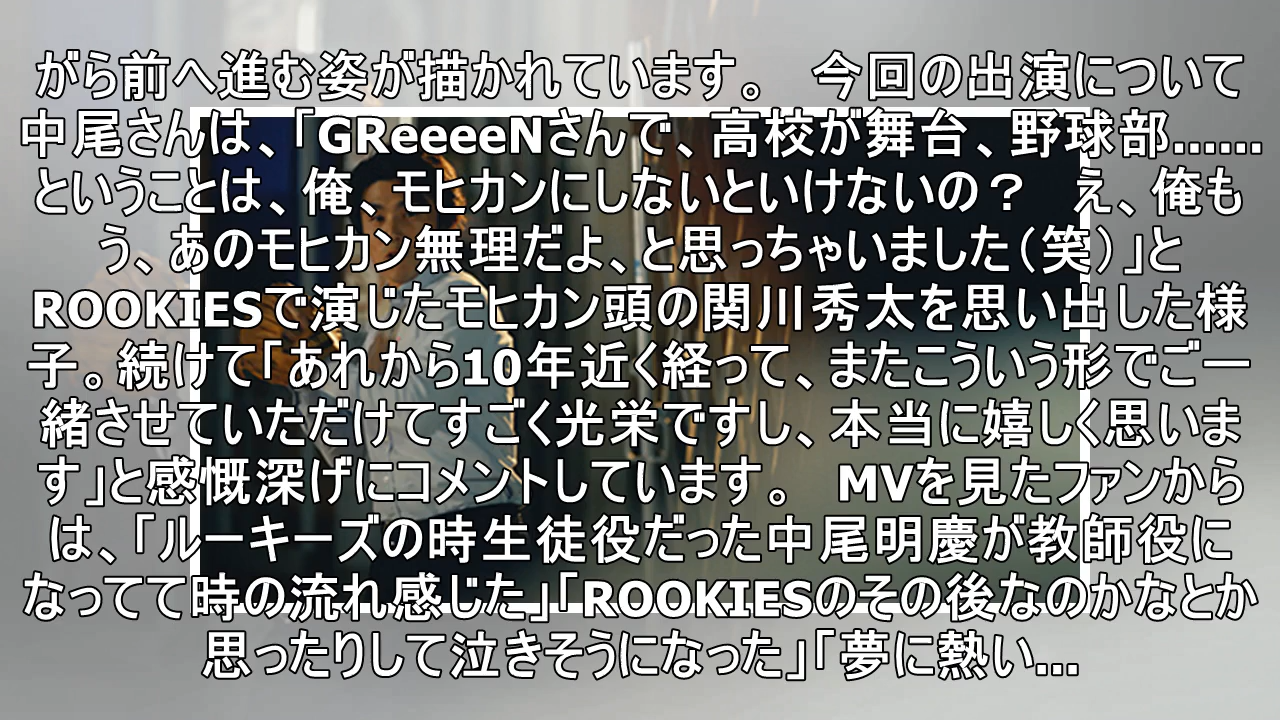 がら前へ進む姿が描かれています。　今回の出演について
中尾さんは、「GReeeeNさんで、高校が舞台、野球部……
ということは、俺、モヒカンにしないといけないの？　え、俺も
う、あのモヒカン無理だよ、と思っちゃいました（笑）」と
ROOKIESで演じたモヒカン頭の関川秀太を思い出した様
子。続けて「あれから10年近く経って、またこういう形でご一
緒させていただけてすごく光栄ですし、本当に嬉しく思いま
す」と感慨深げにコメントしています。　MVを見たファンから
は、「ルーキーズの時生徒役だった中尾明慶が教師役に
なってて時の流れ感じた」「ROOKIESのその後なのかなとか
思ったりして泣きそうになった」「夢に熱い...